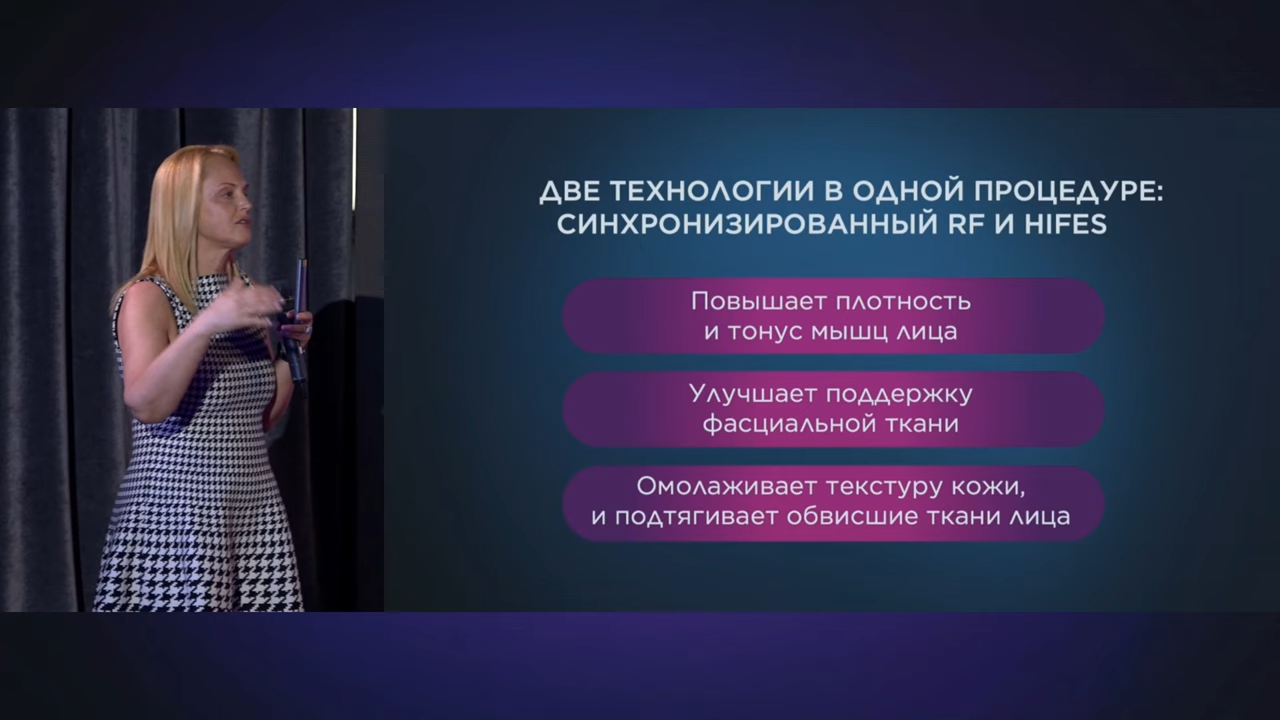 ДВЕ ТЕХНОЛОГИИ В ОДНОЙ ПРОЦЕДУРЕ:
СИНХРОНИЗИРОВАННЫЙ RF И HIFES
Повышает плотность
и тонус мышц лица
Улучшает поддержку
фасциальной ткани
Омолаживает текстуру кожи,
и подтягивает обвисшие ткани лица